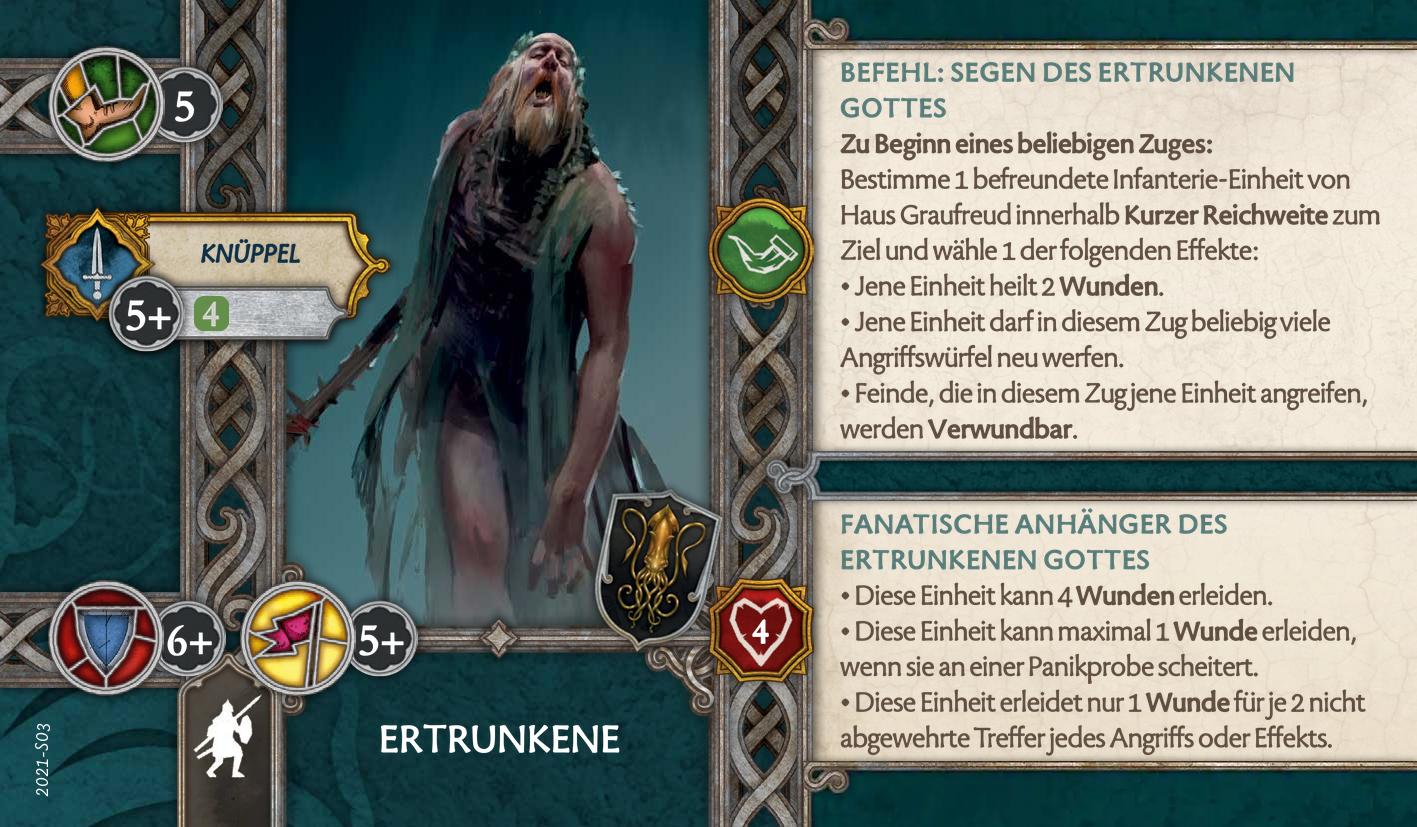 5
KNÜPPEL
5+
4
6+
5+
ERTRUNKENE
2021-S03
BEFEHL: SEGEN DES ERTRUNKENEN
GOTTES
Zu Beginn eines beliebigen Zuges:
Bestimme 1 befreundete Infanterie-Einheit von
Haus Graufreud innerhalb Kurzer Reichweite zum
Ziel und wähle 1 der folgenden Effekte:
• Jene Einheit heilt 2 Wunden.
• Jene Einheit darf in diesem Zug beliebig viele
Angriffswürfel neu werfen.
• Feinde, die in diesem Zug jene Einheit angreifen,
werden Verwundbar.
4
FANATISCHE ANHÄNGER DES
ERTRUNKENEN GOTTES
• Diese Einheit kann 4 Wunden erleiden.
• Diese Einheit kann maximal 1 Wunde erleiden,
wenn sie an einer Panikprobe scheitert.
• Diese Einheit erleidet nur 1 Wunde für je 2 nicht
abgewehrte Treffer jedes Angriffs oder Effekts.